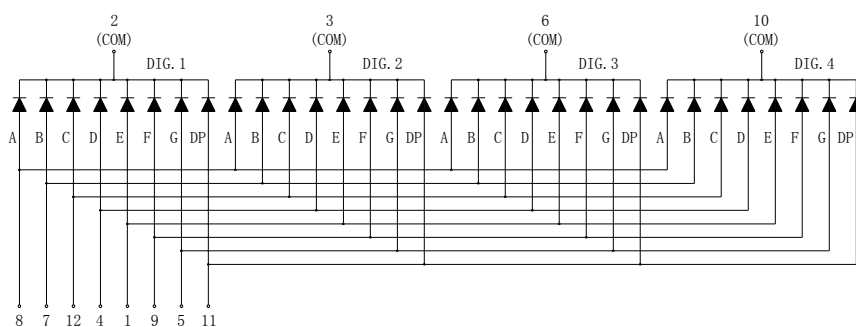 2 3 6 10
(COM) (COM) (COM) (COM)
DIG.1 DIG.2 DIG.3 DIG.4
A B C D E F G DP A B C D E F G DP A B C D E F G DP A B C D E F G DP
8 7 12 4 1 9 5 11